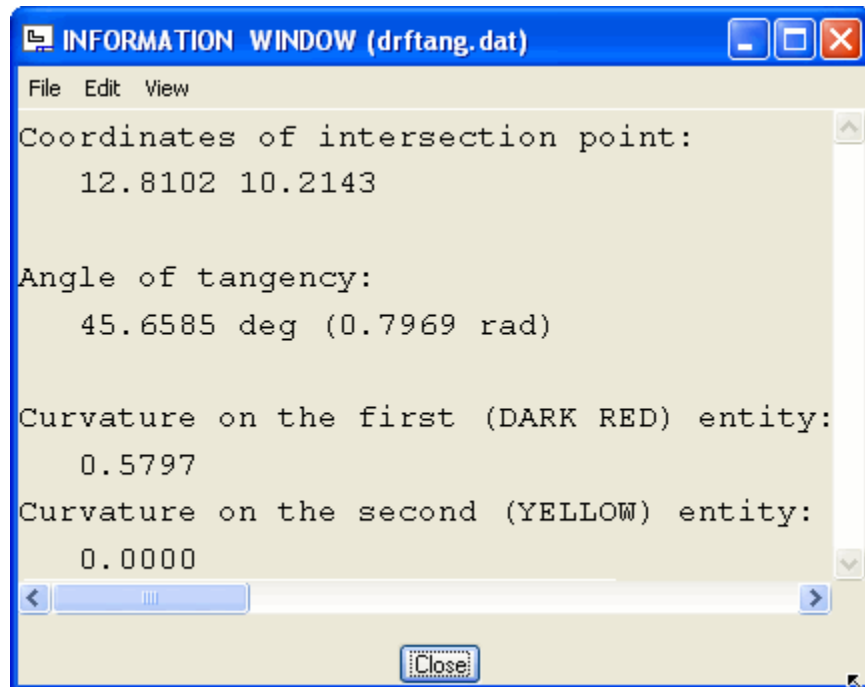 INFORMATION WINDOW (drftang.dat)
File Edit View
Coordinates of intersection point:
12.8102 10.2143
Angle of tangency:
45.6585 deg (0.7969 rad)
Curvature on the first (DARK RED) entity:
0.5797
Curvature on the second (YELLOW) entity:
0.0000
Close